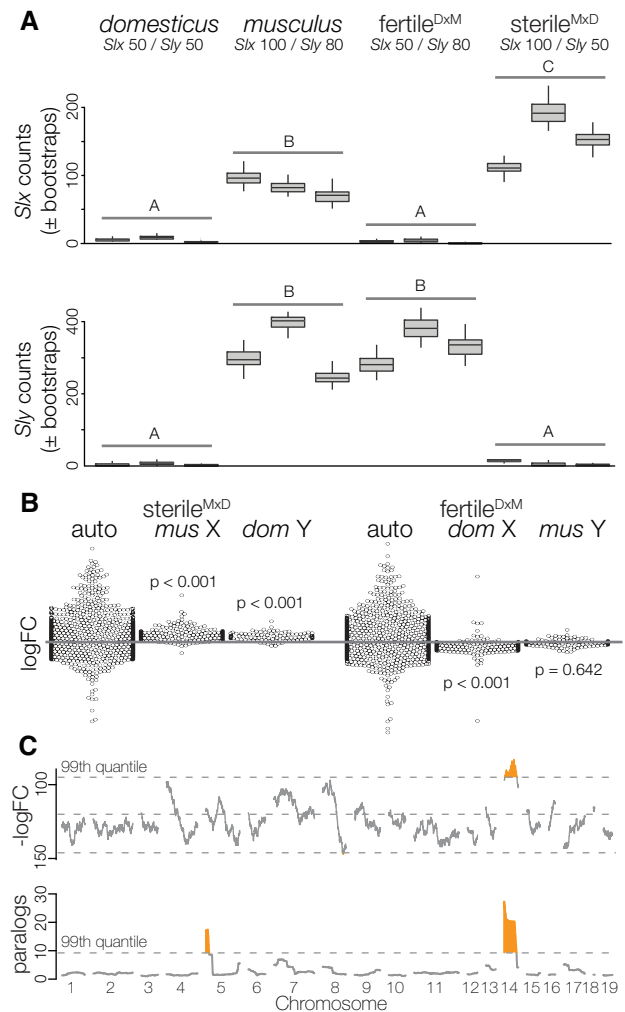 A
domesticus musculus fertileDxM sterileMxD
Slx 50 / Sly 50 Slx 100 / Sly 80 Slx 50 / Sly 80 Slx 100 / Sly 50
C
200
B
Slx counts
(± bootstraps)
100
A A
0
B B
400
Sly counts
(± bootstraps)
200
A A
0
B
sterileMxD fertileDxM
auto mus X dom Y auto dom X mus Y
p < 0.001
p < 0.001
logFC
p < 0.001 p = 0.642
C
99th quantile
100
-logFC
150
30
20
paralogs
99th quantile
10
0
1 2 3 4 5 6 7 8 9 10 11 12 13 14 15 16 17 18 19
Chromosome